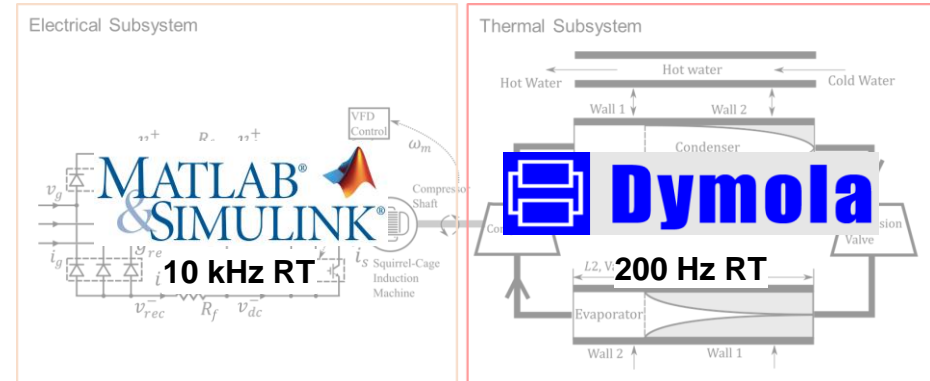 Electrical Subsystem
VFD
Control
ω_m
v_g
MATLAB®
&SIMULINK®
Compressor
Shaft
i_g
i_s Squirrel-Cage
Induction
Machine
10 kHz RT
v_rec^-
R_f
v_dc^-
Thermal Subsystem
Hot water
Hot Water
Cold Water
Wall 1
Wall 2
Condenser
Dymola
Valve
200 Hz RT
L2,
Evaporator
Wall 2
Wall 1